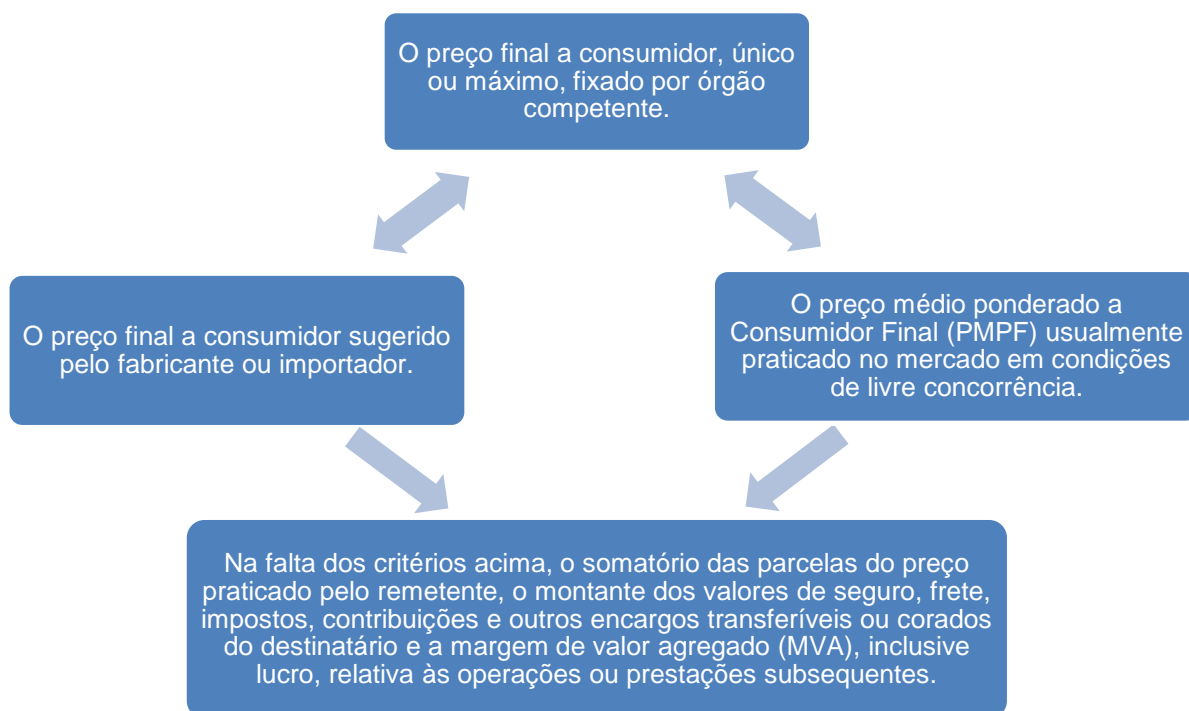 O preço final a consumidor, único
ou máximo, fixado por órgão
competente.
O preço final a consumidor sugerido
pelo fabricante ou importador.
O preço médio ponderado a
Consumidor Final (PMPF) usualmente
praticado no mercado em condições
de livre concorrência.
Na falta dos critérios acima, o somatório das parcelas do preço
praticado pelo remetente, o montante dos valores de seguro, frete,
impostos, contribuições e outros encargos transferíveis ou corados
do destinatário e a margem de valor agregado (MVA), inclusive
lucro, relativa às operações ou prestações subsequentes.